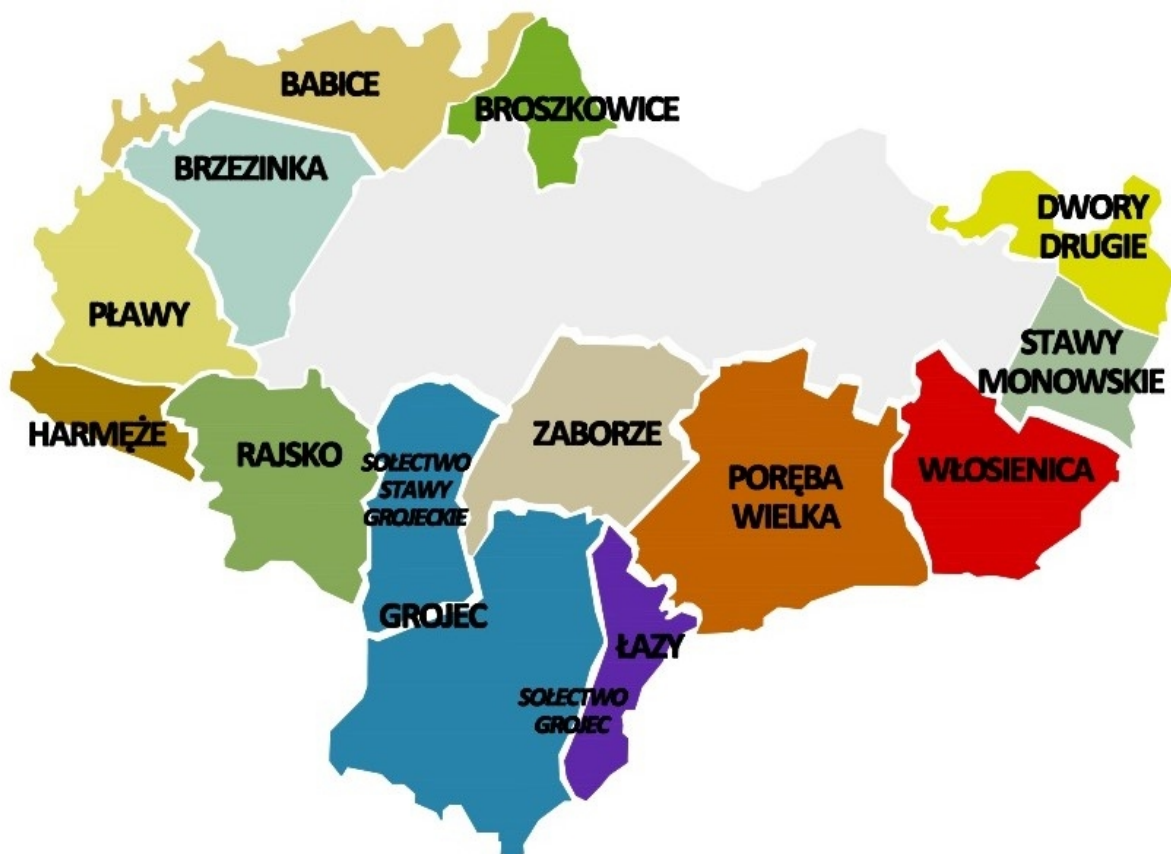 BABICE
BROSZKOWICE
BRZEZINKA
DWORY
DRUGIE
PŁAWY
STAWY
MONOWSKIE
HARMĘŻE
RAJSKO
ZABORZE
SOŁECTWO
STAWY
GROJECKIE
PORĘBA
WIELKA
WŁOSIENICA
GROJEC
ŁAZY
SOŁECTWO
GROJEC